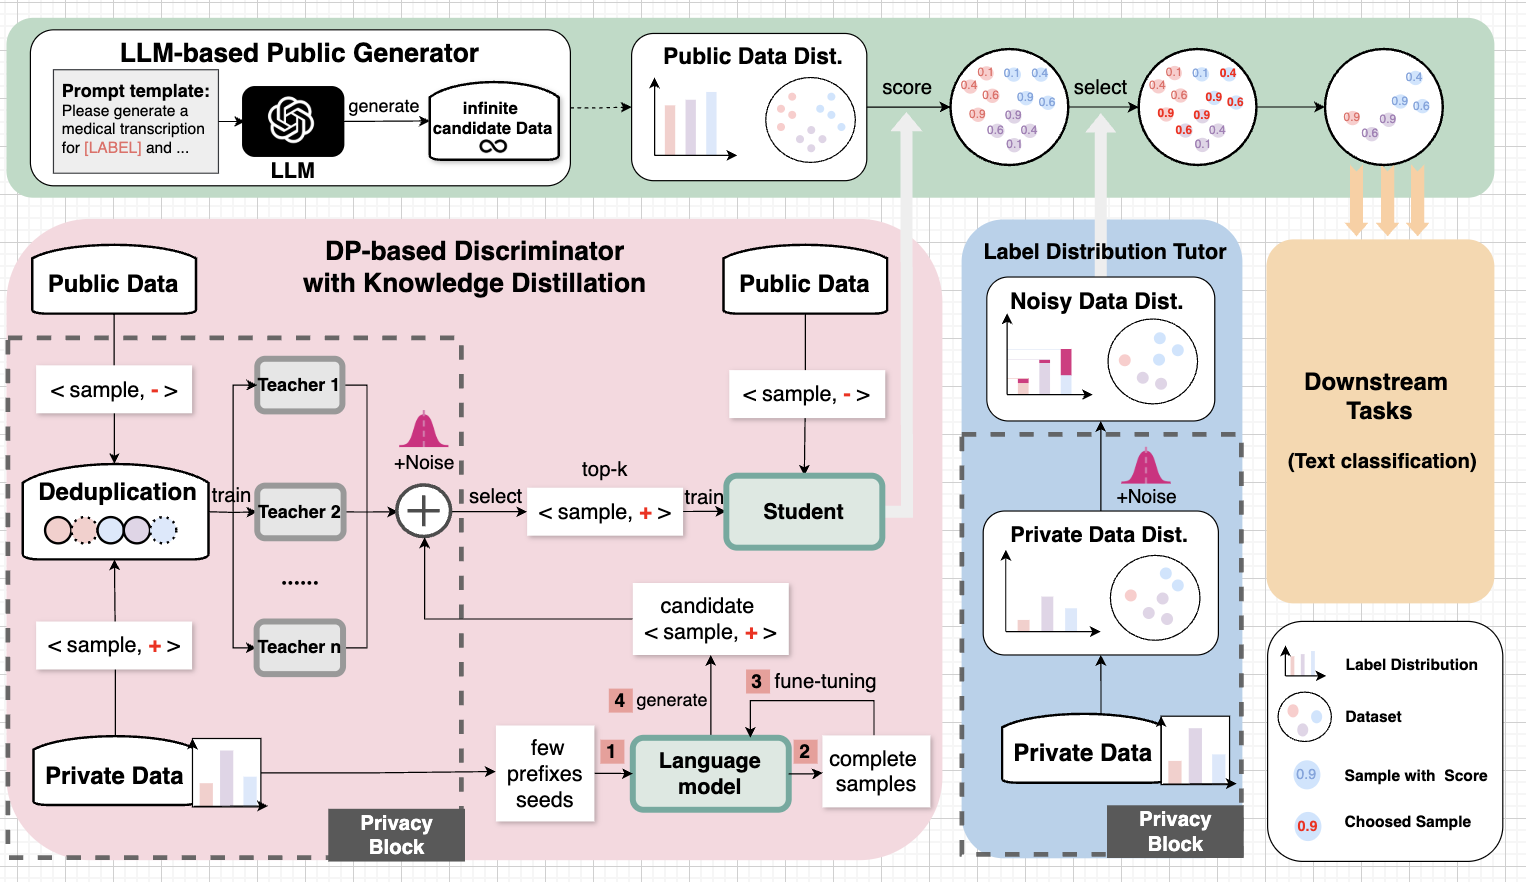 LLM-based Public Generator
Prompt template:
Please generate a
medical transcription
for [LABEL] and ...
LLM
generate
infinite
candidate Data
∞
Public Data Dist.
score
0.1
0.1
0.4
0.4
0.6
0.9
0.6
0.9
0.9
0.6
0.4
0.1
select
0.1
0.1
0.4
0.4
0.6
0.9
0.6
0.9
0.9
0.6
0.4
0.1
0.4
0.9
0.6
0.9
0.9
0.6
DP-based Discriminator
with Knowledge Distillation
Public Data
< sample, - >
Deduplication
train
Teacher 1
Teacher 2
......
Teacher n
+Noise
select
top-k
< sample, + >
train
Public Data
< sample, - >
Student
< sample, + >
Private Data
Privacy
Block
few
prefixes
seeds
1
Language
model
2
complete
samples
3 fune-tuning
4 generate
candidate
< sample, + >
Label Distribution Tutor
Noisy Data Dist.
+Noise
Private Data Dist.
Private Data
Privacy
Block
Downstream
Tasks
(Text classification)
Label Distribution
Dataset
0.9
Sample with Score
0.9
Choosed Sample